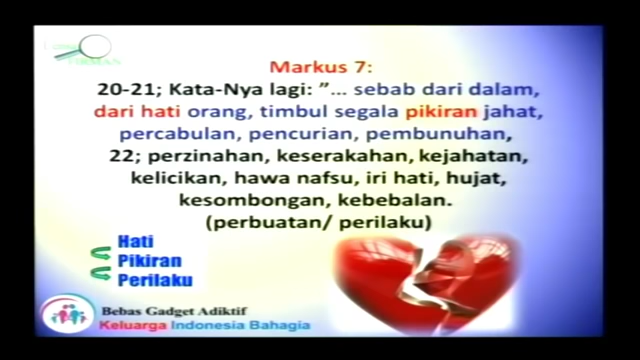 FIRMAN
Markus 7:
20-21; Kata-Nya lagi: "... sebab dari dalam,
dari hati orang, timbul segala pikiran jahat,
percabulan, pencurian, pembunuhan,
22; perzinahan, keserakahan, kejahatan,
kelicikan, hawa nafsu, iri hati, hujat,
kesombongan, kebebalan.
(perbuatan/ perilaku)
Hati
Pikiran
Perilaku
Bebas Gadget Adiktif
Keluarga Indonesia Bahagia